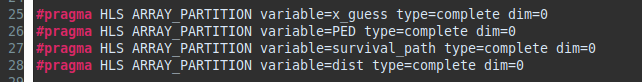 25 #pragma HLS ARRAY_PARTITION variable=x_guess type=complete dim=0
26 #pragma HLS ARRAY_PARTITION variable=PED type=complete dim=0
27 #pragma HLS ARRAY_PARTITION variable=survival_path type=complete dim=0
28 #pragma HLS ARRAY_PARTITION variable=dist type=complete dim=0